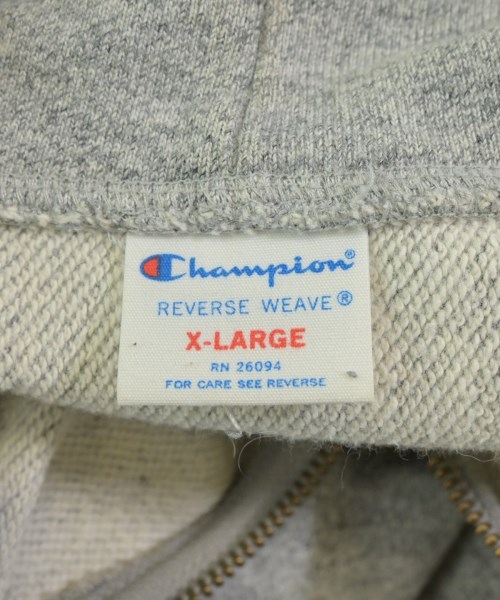 Champion®
REVERSE WEAVE®
X-LARGE
RN 26094
FOR CARE SEE REVERSE